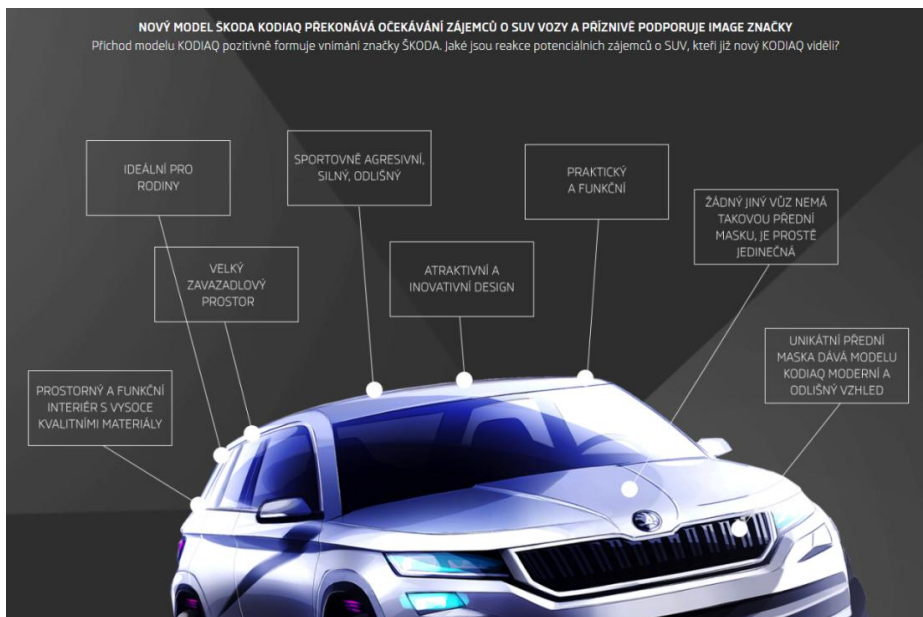 NOVÝ MODEL ŠKODA KODIAQ PŘEKONÁVÁ OČEKÁVÁNÍ ZÁJEMCŮ O SUV VOZY A PŘÍZNIVĚ PODPORUJE IMAGE ZNAČKY
Příchod modelu KODIAQ pozitivně formuje vnímání značky ŠKODA. Jaké jsou reakce potenciálních zájemců o SUV, kteří již nový KODIAQ viděli?
IDEÁLNÍ PRO
RODINY
SPORTOVNĚ AGRESIVNÍ,
SILNÝ, ODLIŠNÝ
PRAKTICKÝ
A FUNKČNÍ
ŽÁDNÝ JINÝ VŮZ NEMÁ
TAKOVOU PŘEDNÍ
MASKU, JE PROSTĚ
JEDINEČNÁ
VELKÝ
ZAVAZADLOVÝ
PROSTOR
ATRAKTIVNÍ A
INOVATIVNÍ DESIGN
UNIKÁTNÍ PŘEDNÍ
MASKA DÁVÁ MODELU
KODIAQ MODERNÍ A
ODLIŠNÝ VZHLED
PROSTORNÝ A FUNKČNÍ
INTERIÉR S VYSOCE
KVALITNÍMI MATERIÁLY